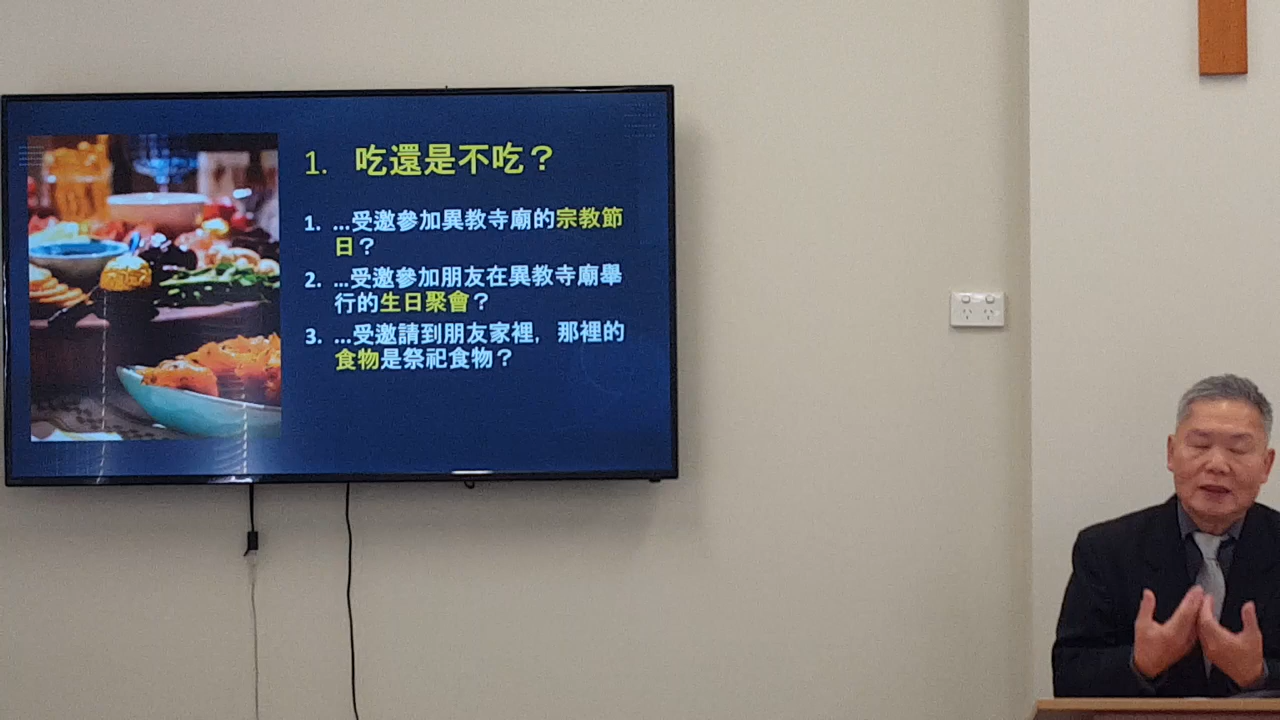 1. 吃還是不吃？
1. …受邀參加異教寺廟的宗教節
日？
2. …受邀參加朋友在異教寺廟舉
行的生日聚會？
3. …受邀請到朋友家裡，那裡的
食物是祭祀食物？